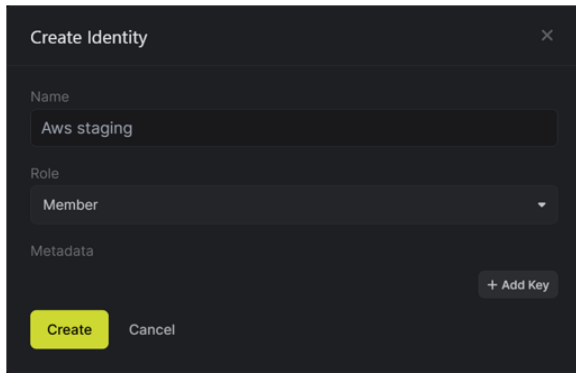 Create Identity
Name
Aws staging
Role
Member
Metadata
+ Add Key
Create Cancel